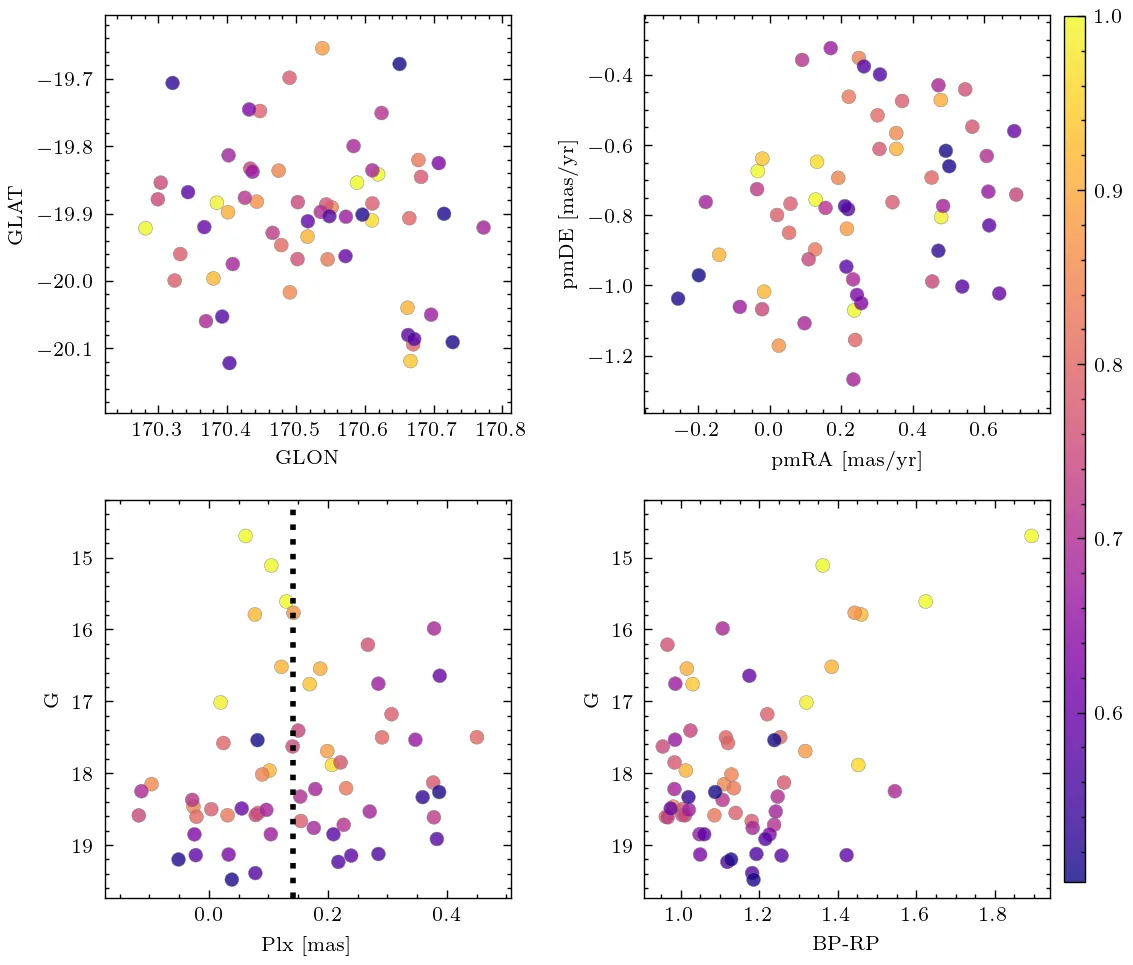 −19.7
−19.8
−19.9
−20.0
−20.1
GLAT
170.3 170.4 170.5 170.6 170.7 170.8
GLON
−0.4
−0.6
−0.8
−1.0
−1.2
pmDE [mas/yr]
−0.2 0.0 0.2 0.4 0.6
pmRA [mas/yr]
15
16
17
18
19
G
0.0 0.2 0.4
Plx [mas]
15
16
17
18
19
G
1.0 1.2 1.4 1.6 1.8
BP-RP
1.0
0.9
0.8
0.7
0.6